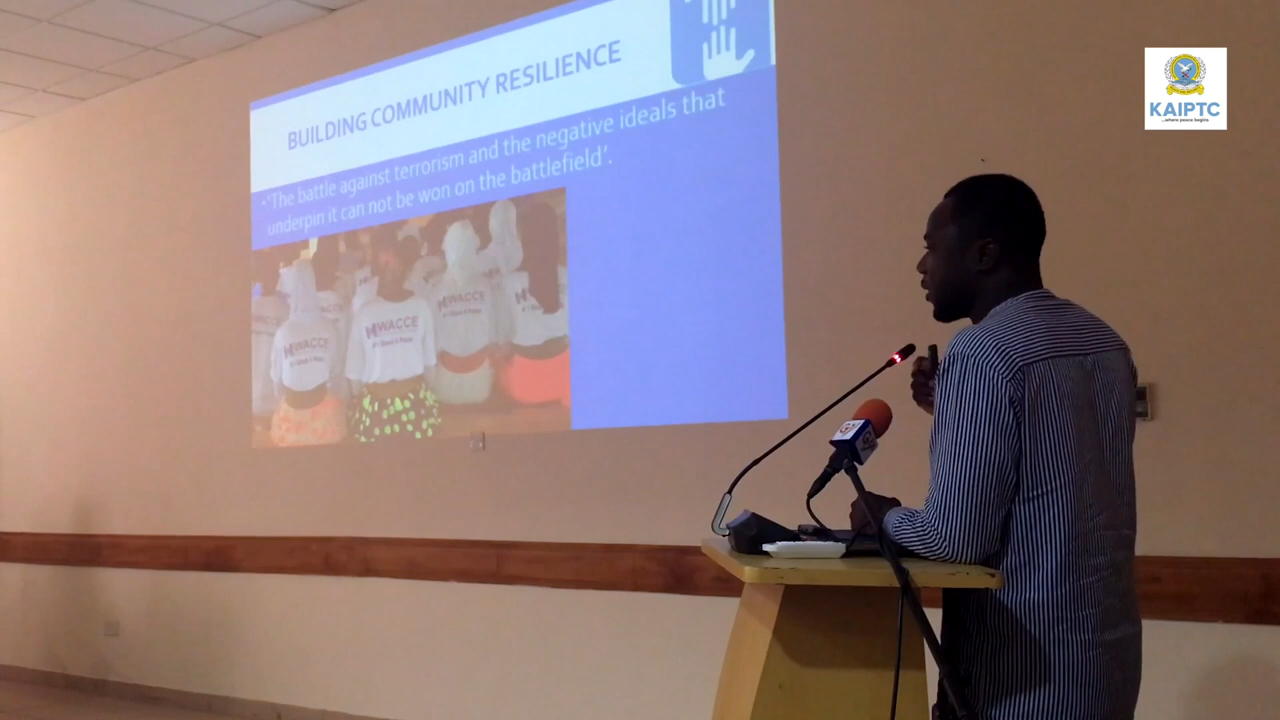 BUILDING COMMUNITY RESILIENCE
• 'The battle against terrorism and the negative ideals that
underpin it can not be won on the battlefield'.
WACCE
WACCE
WACCE
KAIPTC
...where peace begins